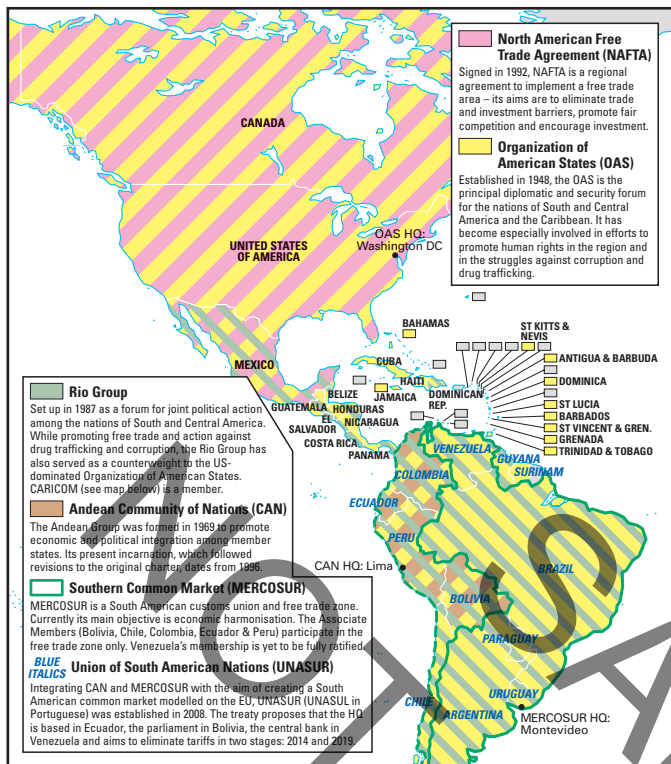 North American Free
Trade Agreement (NAFTA)
Signed in 1992, NAFTA is a regional
agreement to implement a free trade
area – its aims are to eliminate trade
and investment barriers, promote fair
competition and encourage investment.
Organization of
American States (OAS)
Established in 1948, the OAS is the
principal diplomatic and security forum
for the nations of South and Central
America and the Caribbean. It has
become especially involved in efforts to
promote human rights in the region and
in the struggles against corruption and
drug trafficking.
CANADA
OAS HQ:
Washington DC
UNITED STATES
OF AMERICA
MEXICO
BAHAMAS
CUBA
HAITI
JAMAICA
DOMINICAN
REP.
BELIZE
GUATEMALA
HONDURAS
EL
SALVADOR
NICARAGUA
COSTA RICA
PANAMA
ST KITTS &
NEVIS
ANTIGUA & BARBUDA
DOMINICA
ST LUCIA
BARBADOS
ST VINCENT & GREN.
GRENADA
TRINIDAD & TOBAGO
Rio Group
Set up in 1987 as a forum for joint political action
among the nations of South and Central America.
While promoting free trade and action against
drug trafficking and corruption, the Rio Group has
also served as a counterweight to the US-
dominated Organization of American States.
CARICOM (see map below) is a member.
Andean Community of Nations (CAN)
The Andean Group was formed in 1969 to promote
economic and political integration among member
states. Its present incarnation, which followed
revisions to the original charter, dates from 1996.
Southern Common Market (MERCOSUR)
MERCOSUR is a South American customs union and free trade zone.
Currently its main objective is economic harmonisation. The Associate
Members (Bolivia, Chile, Colombia, Ecuador & Peru) participate in the
free trade zone only. Venezuela's membership is yet to be fully ratified.
BLUE
ITALICS
Union of South American Nations (UNASUR)
Integrating CAN and MERCOSUR with the aim of creating a South
American common market modelled on the EU, UNASUR (UNASUL in
Portuguese) was established in 2008. The treaty proposes that the HQ
is based in Ecuador, the parliament in Bolivia, the central bank in
Venezuela and aims to eliminate tariffs in two stages: 2014 and 2019.
VENEZUELA
GUYANA
SURINAM
COLOMBIA
ECUADOR
PERU
CAN HQ: Lima
BRAZIL
BOLIVIA
PARAGUAY
CHILE
ARGENTINA
URUGUAY
MERCOSUR HQ:
Montevideo
NOT SA